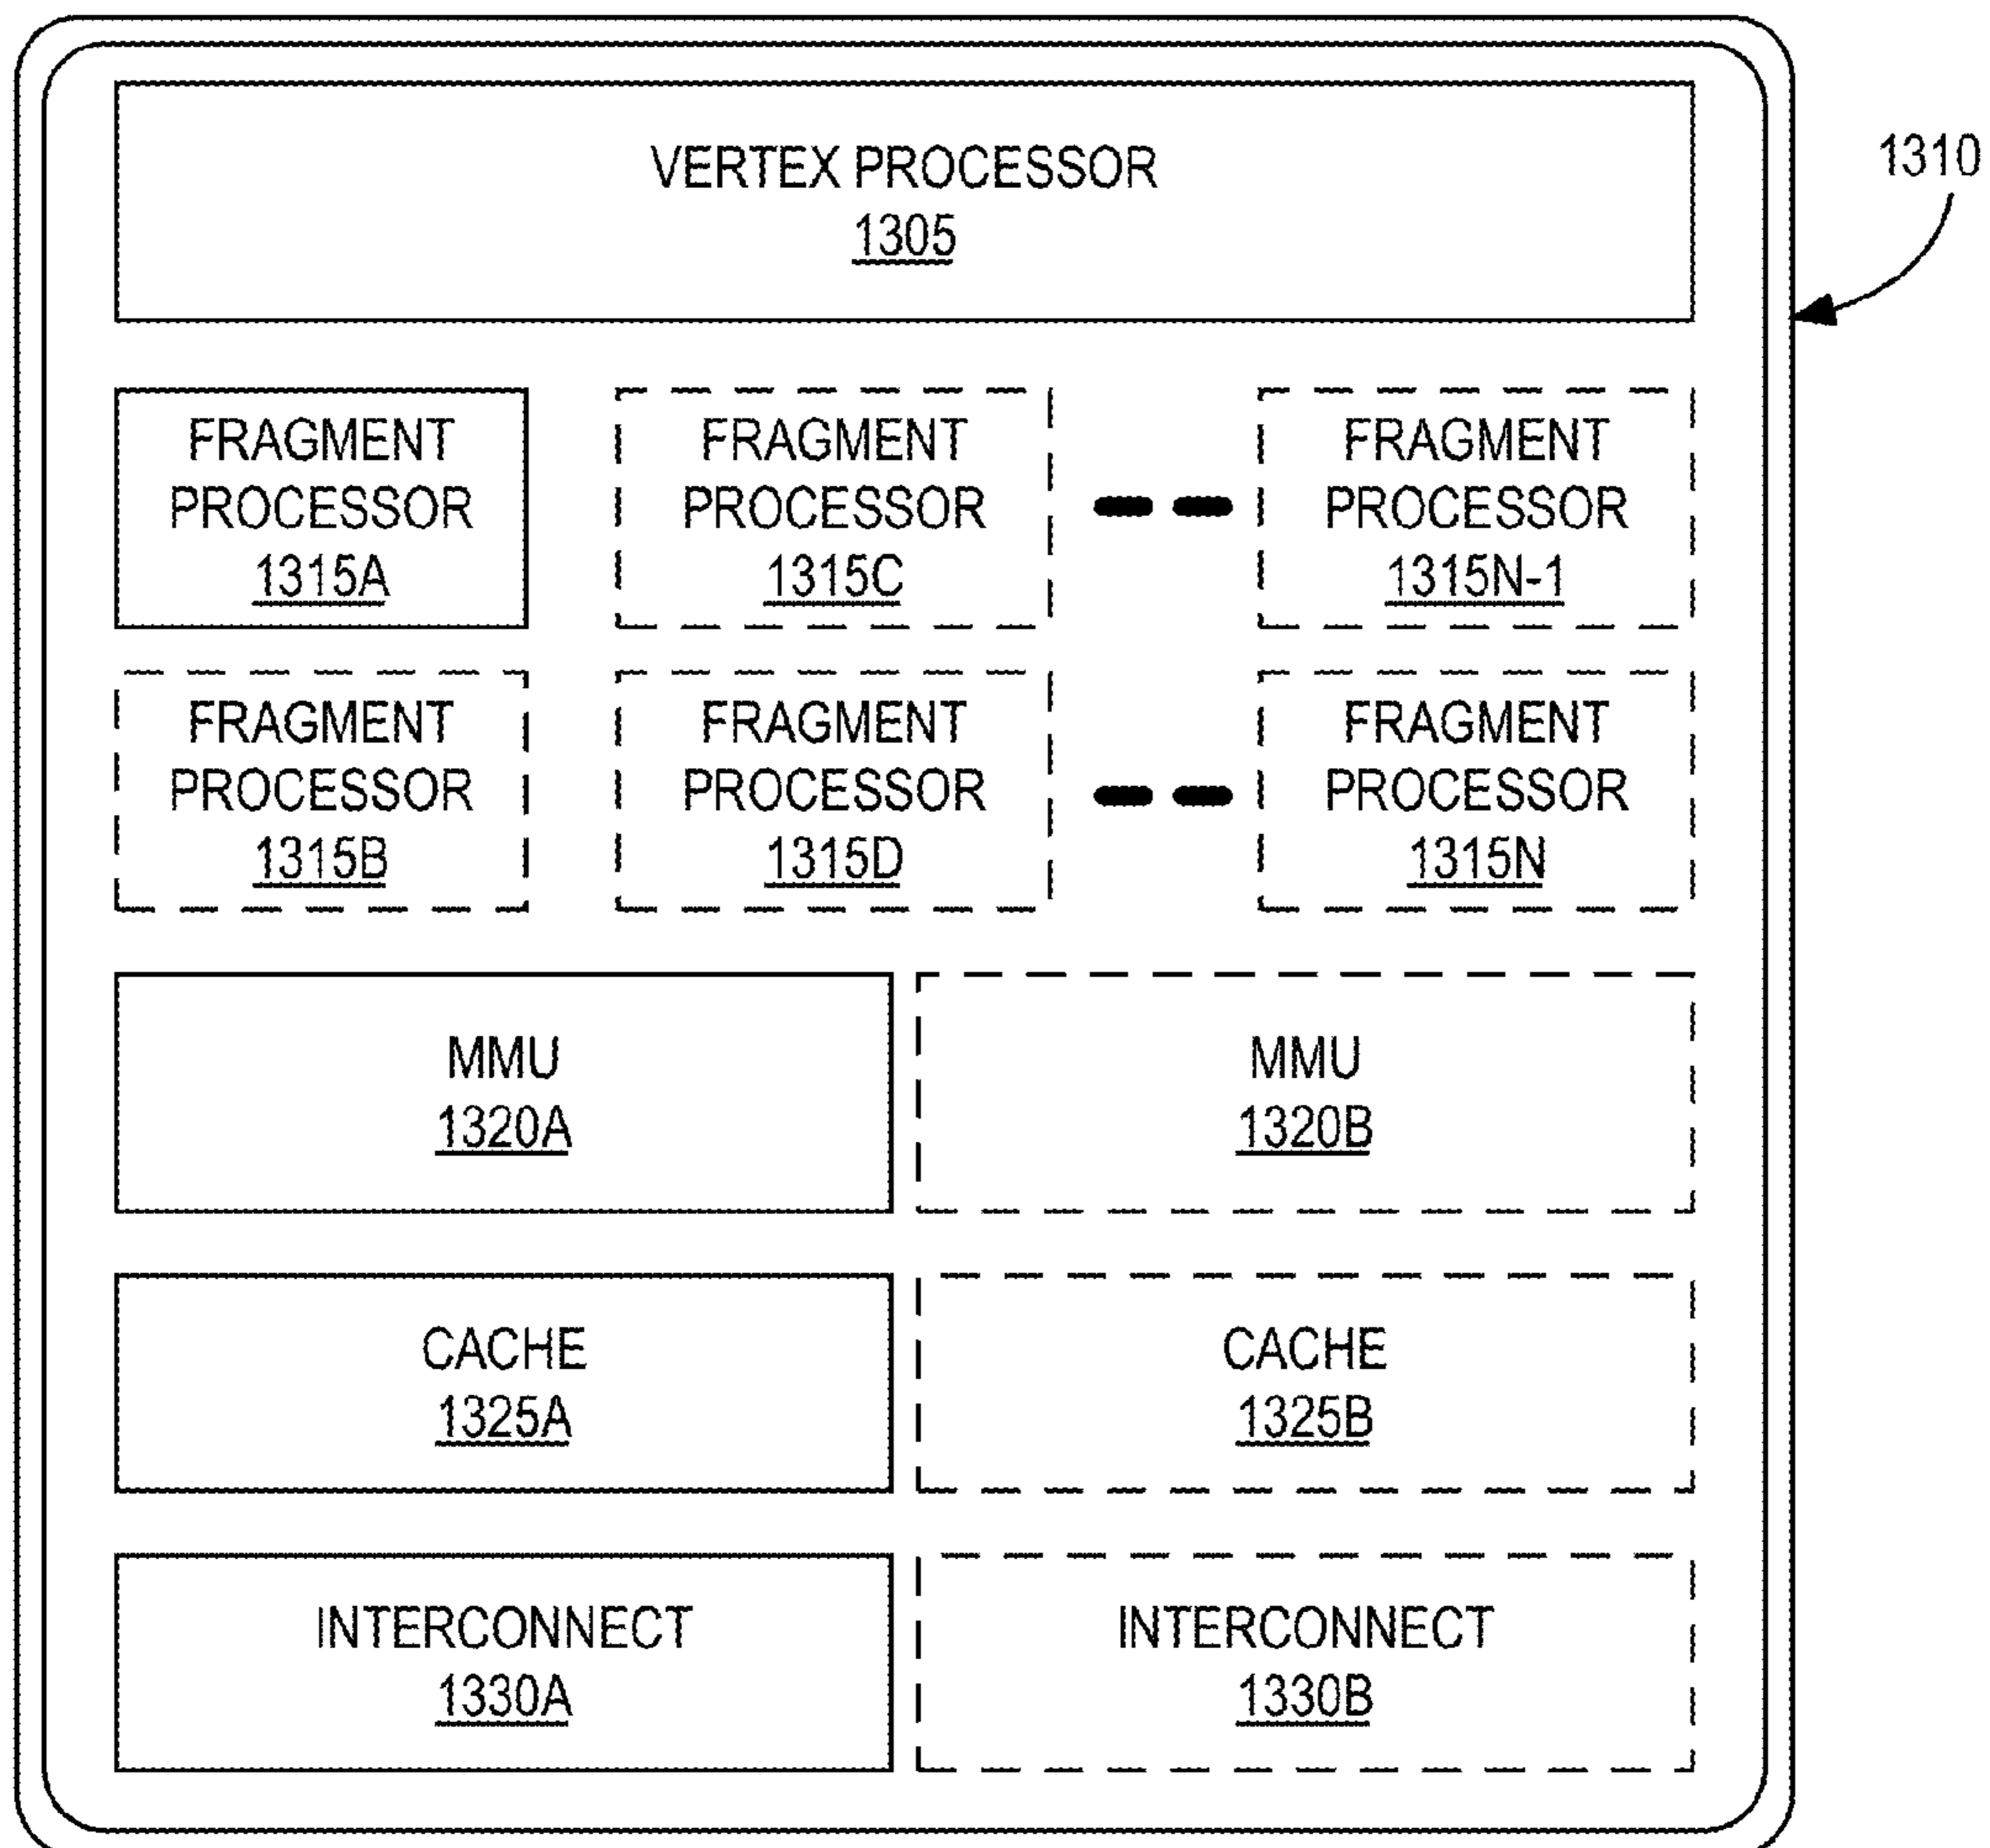 VERTEX PROCESSOR
1305
1310
FRAGMENT
PROCESSOR
1315A
FRAGMENT
PROCESSOR
1315C
FRAGMENT
PROCESSOR
1315N-1
FRAGMENT
PROCESSOR
1315B
FRAGMENT
PROCESSOR
1315D
FRAGMENT
PROCESSOR
1315N
MMU
1320A
MMU
1320B
CACHE
1325A
CACHE
1325B
INTERCONNECT
1330A
INTERCONNECT
1330B